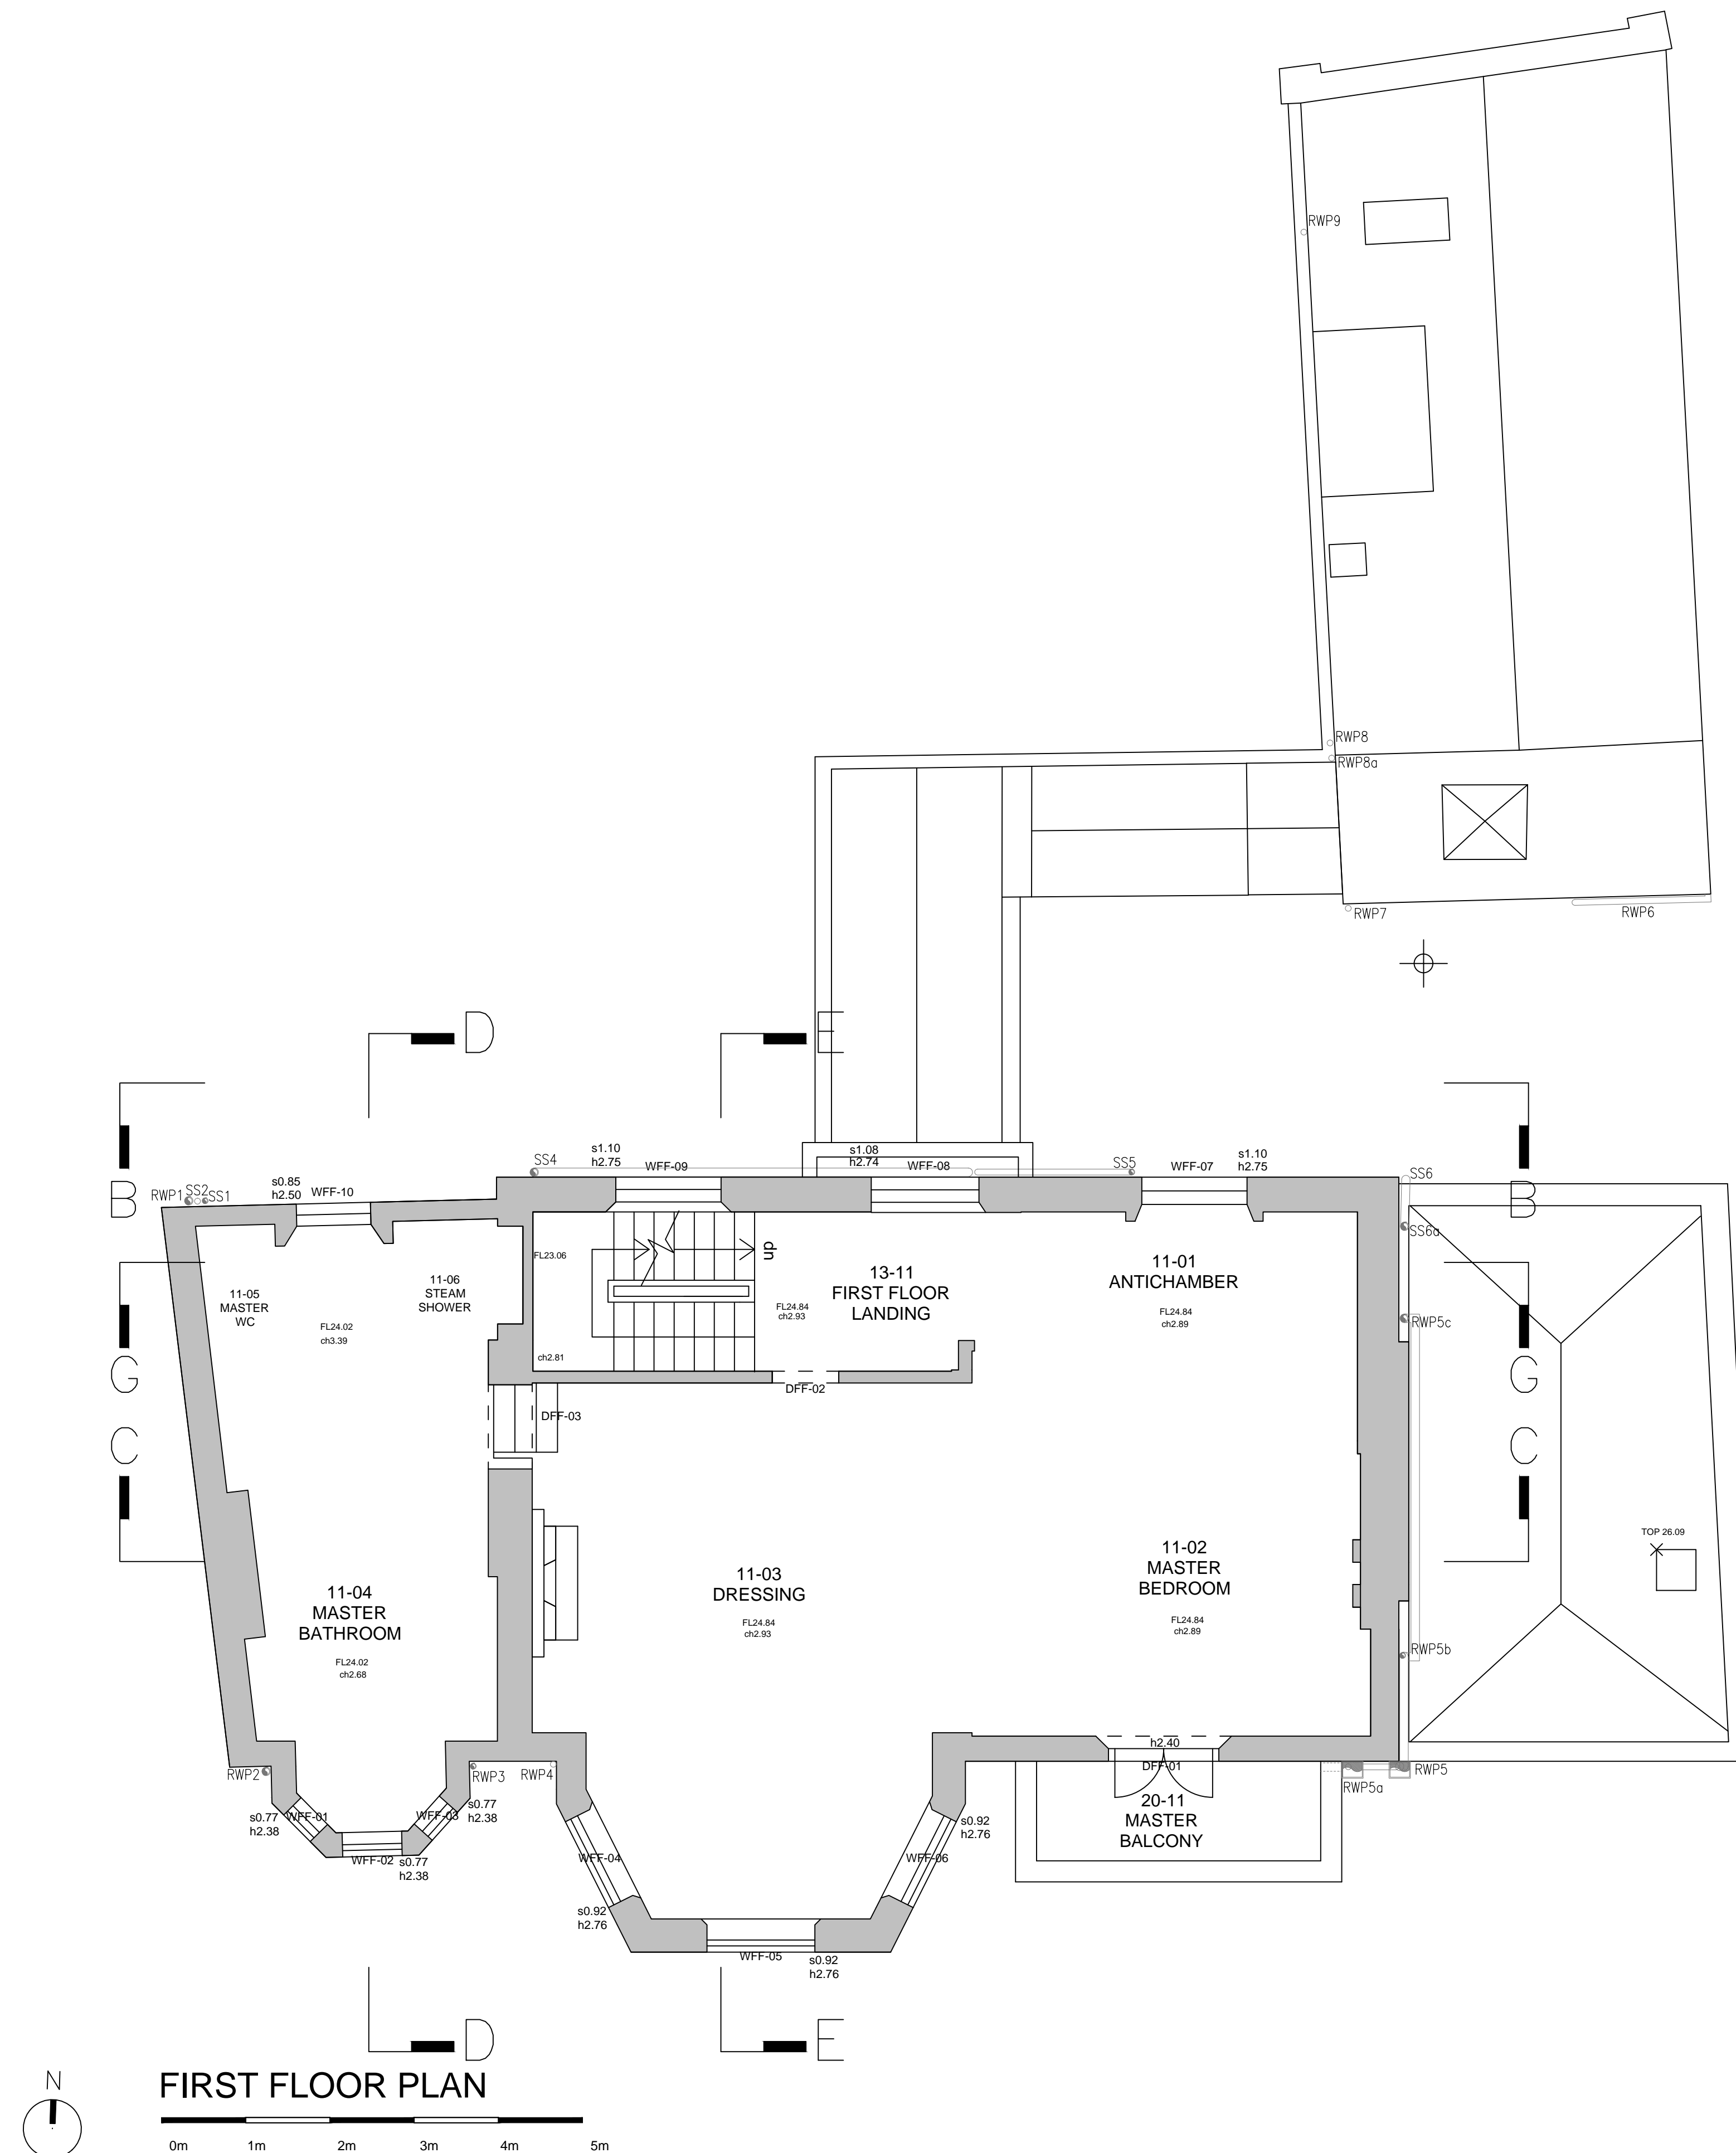 RWP9
RWP8
RWP8a
RWP7
RWP6
D
E
B
B
SS4
s1.10
h2.75
WFF-09
s1.08
h2.74
WFF-08
SS5
WFF-07
s1.10
h2.75
SS6
RWP1
SS2
SS1
s0.85
h2.50
WFF-10
SS6a
FL23.06
dn
11-05
MASTER
WC
11-06
STEAM
SHOWER
FL24.02
ch3.39
13-11
FIRST FLOOR
LANDING
FL24.84
ch2.93
11-01
ANTICHAMBER
FL24.84
ch2.89
RWP5c
ch2.81
G
G
DFF-02
DFF-03
C
C
TOP 26.09
11-04
MASTER
BATHROOM
FL24.02
ch2.68
11-03
DRESSING
FL24.84
ch2.93
11-02
MASTER
BEDROOM
FL24.84
ch2.89
RWP5b
h2.40
DFF-01
RWP2
RWP3
RWP4
RWP5
RWP5a
20-11
MASTER
BALCONY
s0.77
h2.38
WFF-01
WFF-03
s0.77
h2.38
WFF-02
s0.77
h2.38
WFF-04
s0.92
h2.76
WFF-06
s0.92
h2.76
WFF-05
s0.92
h2.76
D
E
N
FIRST FLOOR PLAN
0m 1m 2m 3m 4m 5m